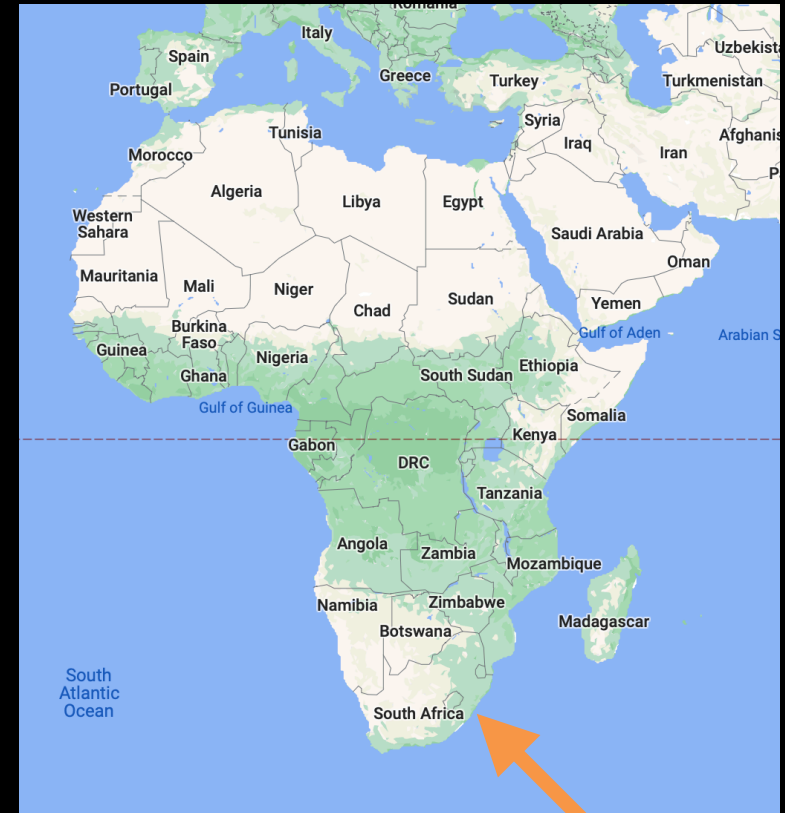 Romania
Italy
Uzbekista
Spain
Greece
Turkey
Turkmenistan
Portugal
Syria
Tunisia
Afghanis
Iraq
Morocco
Iran
P
Algeria
Libya
Egypt
Western
Sahara
Saudi Arabia
Oman
Mauritania
Mali
Niger
Chad
Sudan
Yemen
Burkina
Faso
Gulf of Aden
Arabian S
Guinea
Nigeria
Ethiopia
Ghana
South Sudan
Gulf of Guinea
Somalia
Kenya
Gabon
DRC
Tanzania
Angola
Zambia
Mozambique
Namibia
Zimbabwe
Madagascar
Botswana
South
Atlantic
Ocean
South Africa